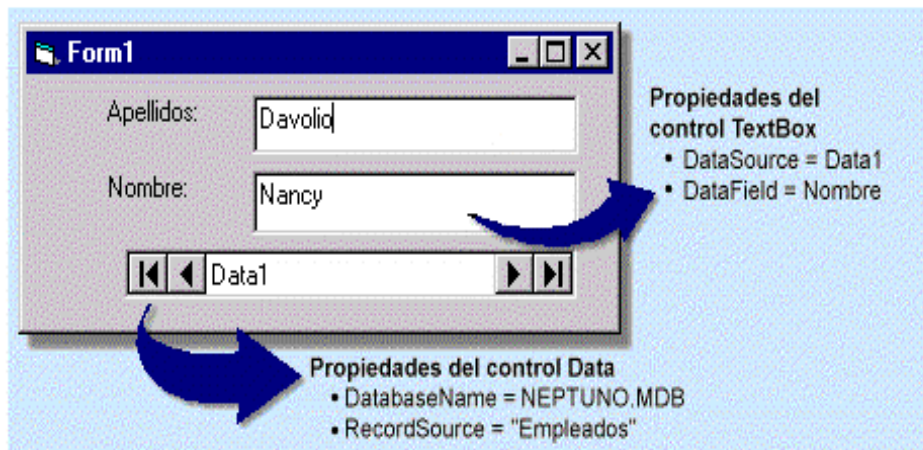 Form1
Apellidos:
Davolio
Nombre:
Nancy
Data1
Propiedades del
control TextBox
• DataSource = Data1
• DataField = Nombre
Propiedades del control Data
• DatabaseName = NEPTUNO.MDB
• RecordSource = "Empleados"